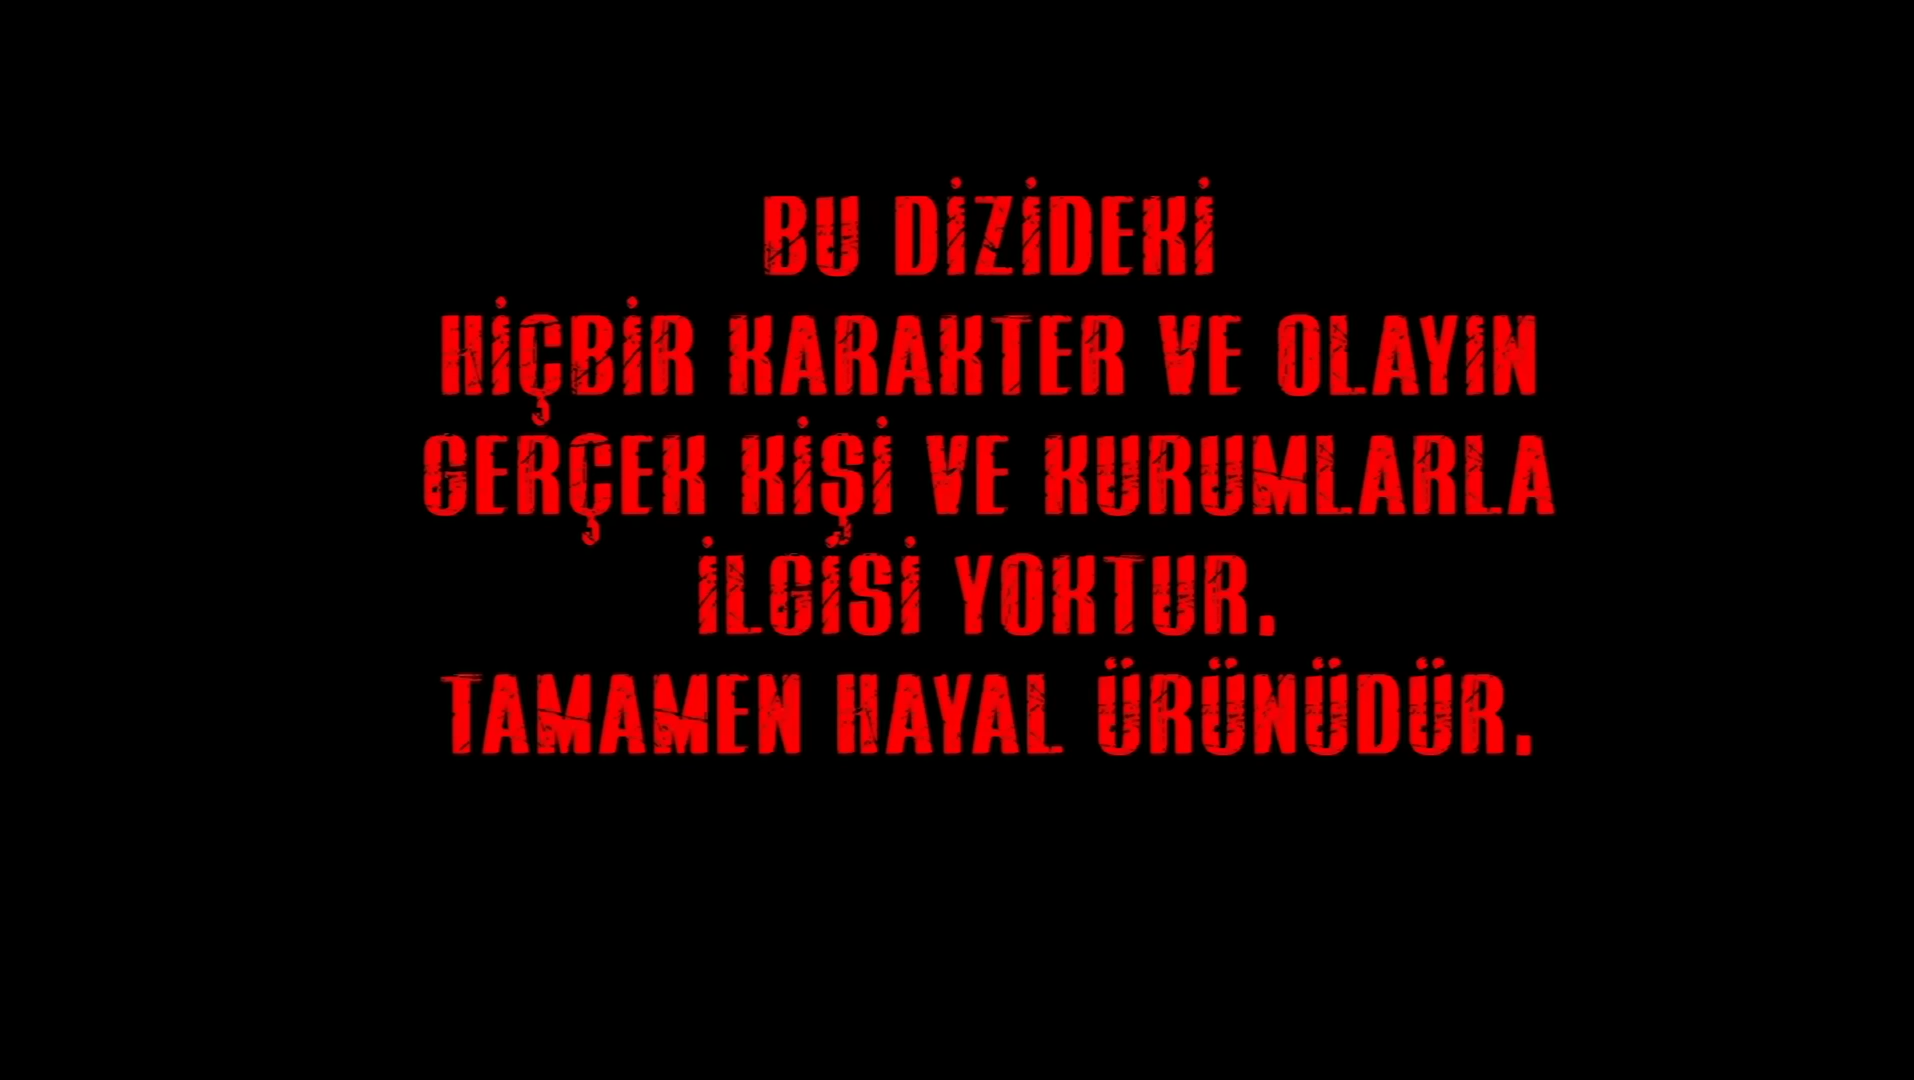 BU DİZİDEKİ
HİÇBİR KARAKTER VE OLAYIN
GERÇEK KİŞİ VE KURUMLARLA
İLGİSİ YOKTUR.
TAMAMEN HAYAL ÜRÜNÜDÜR.